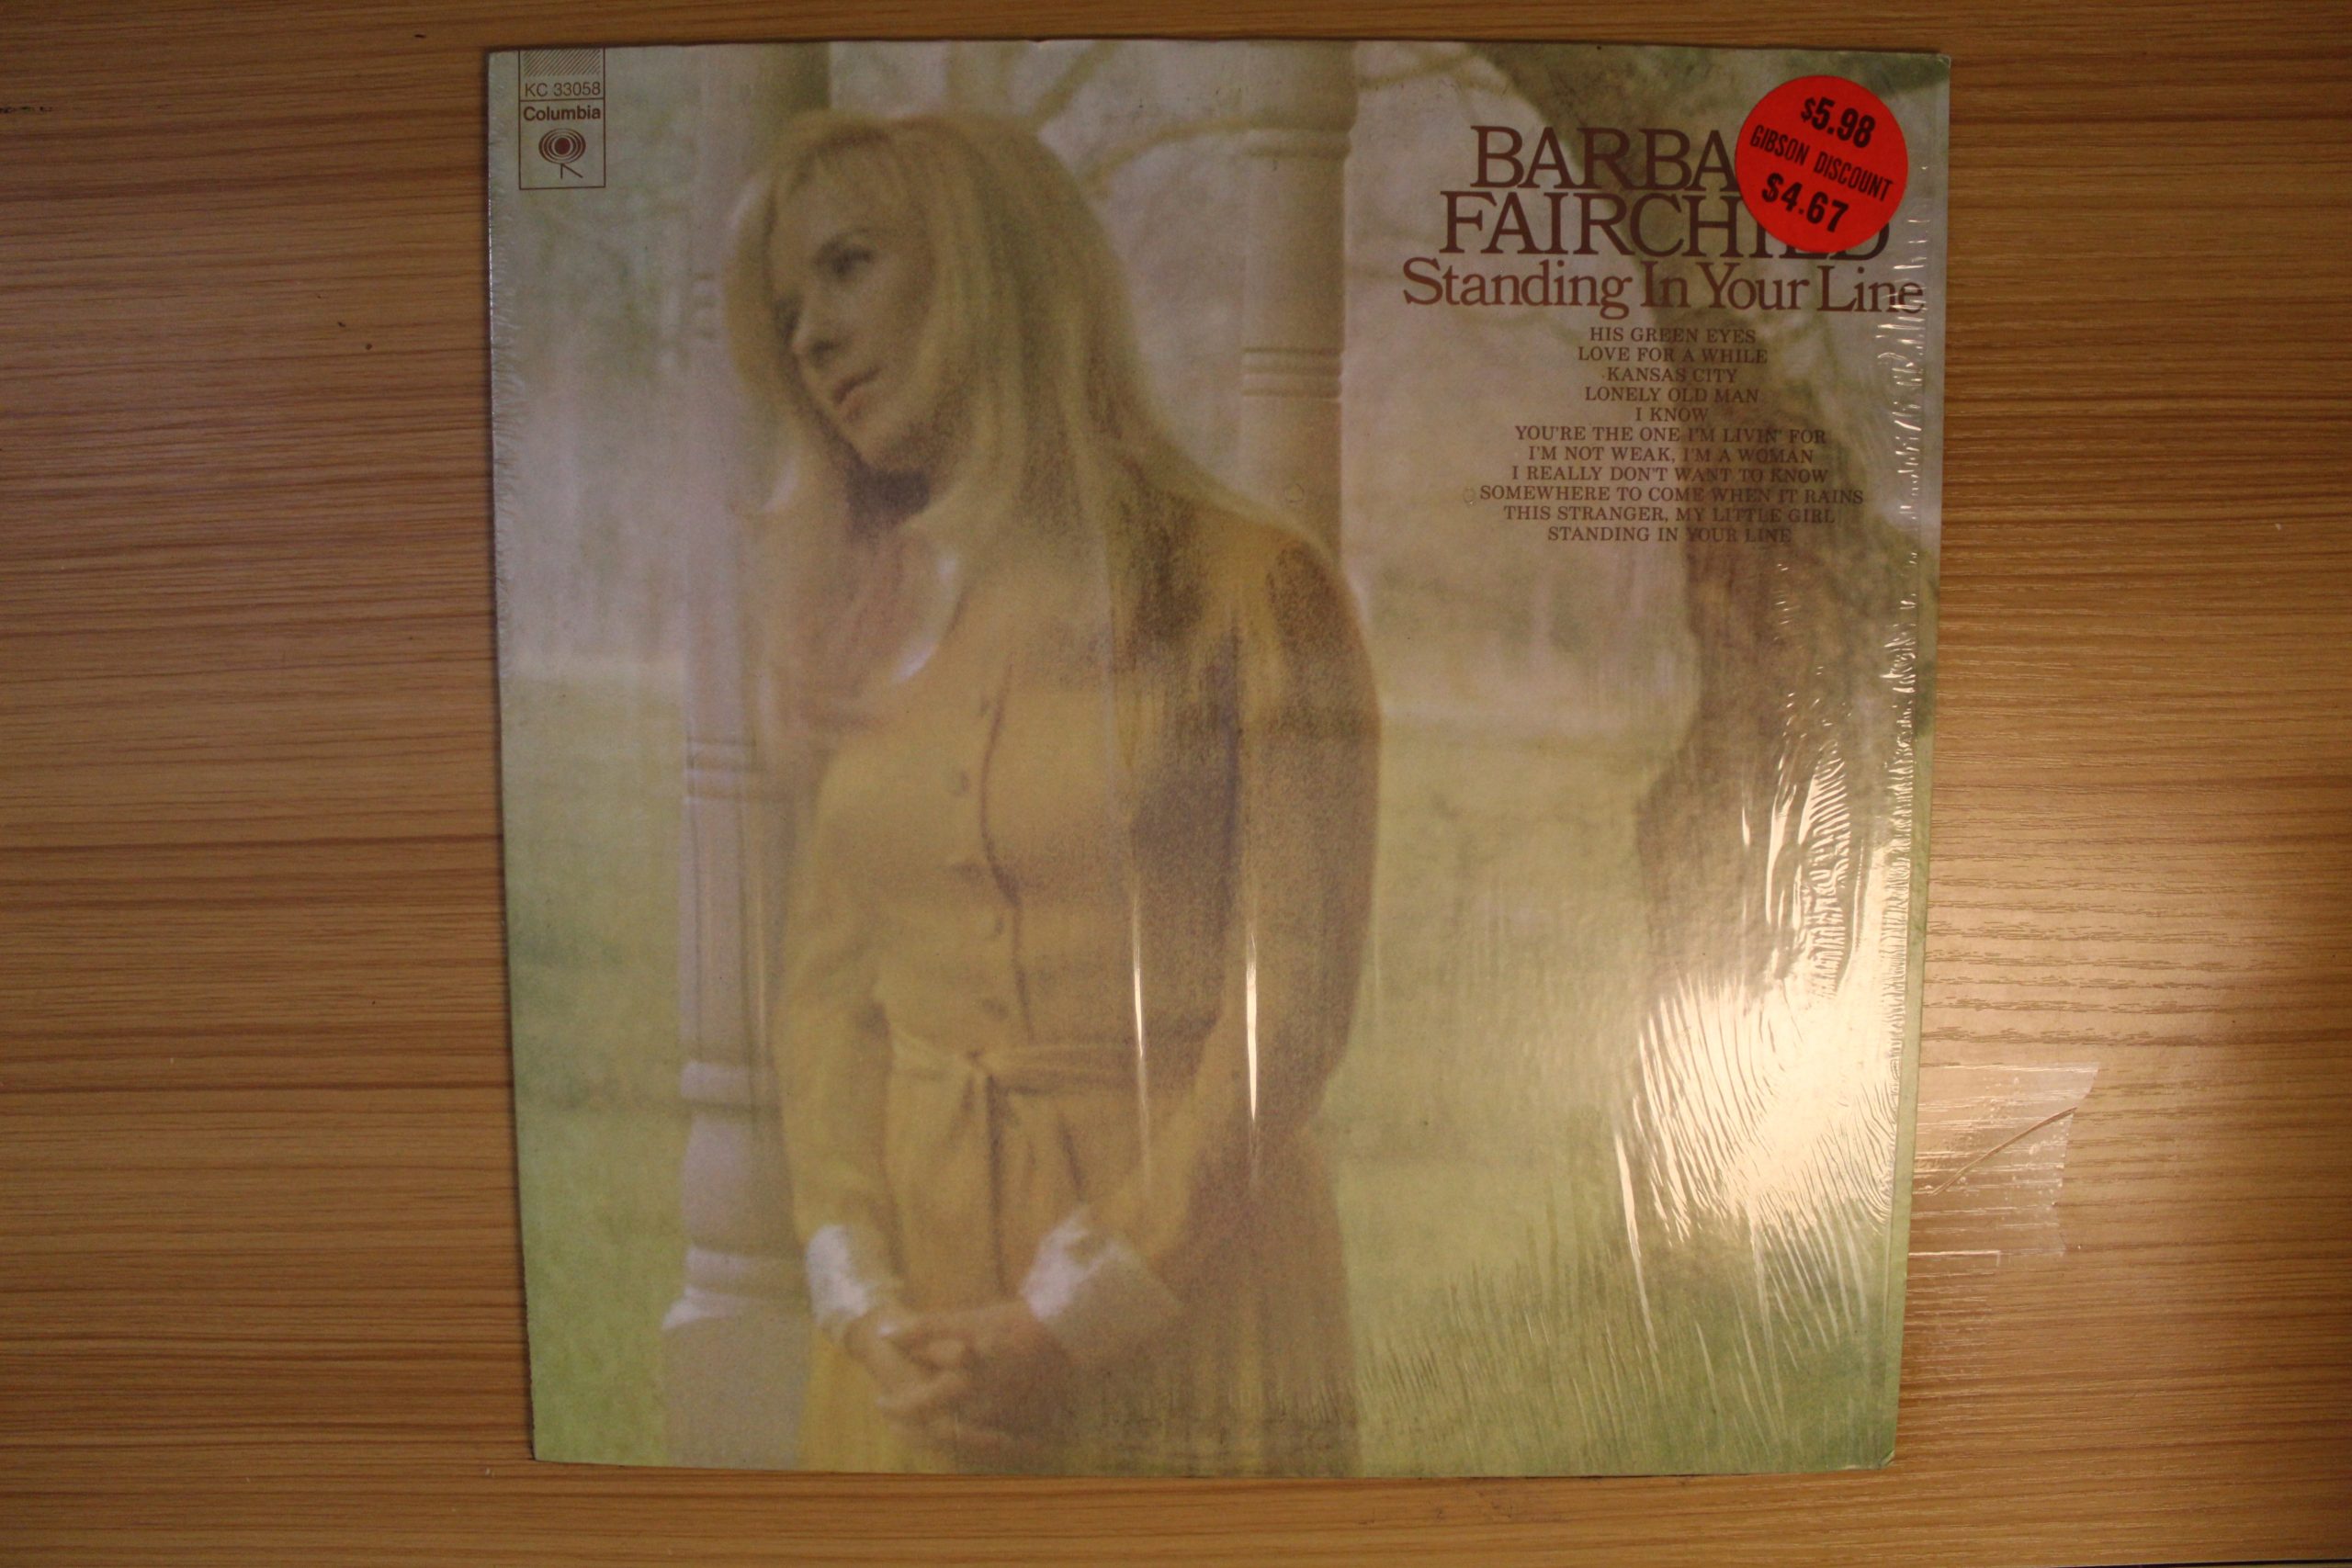 KC 33058
Columbia
$5.98
GIBSON DISCOUNT
$4.67
BARBA
FAIRCHILD
Standing In Your Line
HIS GREEN EYES
LOVE FOR A WHILE
KANSAS CITY
LONELY OLD MAN
I KNOW
YOU'RE THE ONE I'M LIVIN' FOR
I'M NOT WEAK, I'M A WOMAN
I REALLY DON'T WANT TO KNOW
SOMEWHERE TO COME WHEN IT RAINS
THIS STRANGER, MY LITTLE GIRL
STANDING IN YOUR LINE